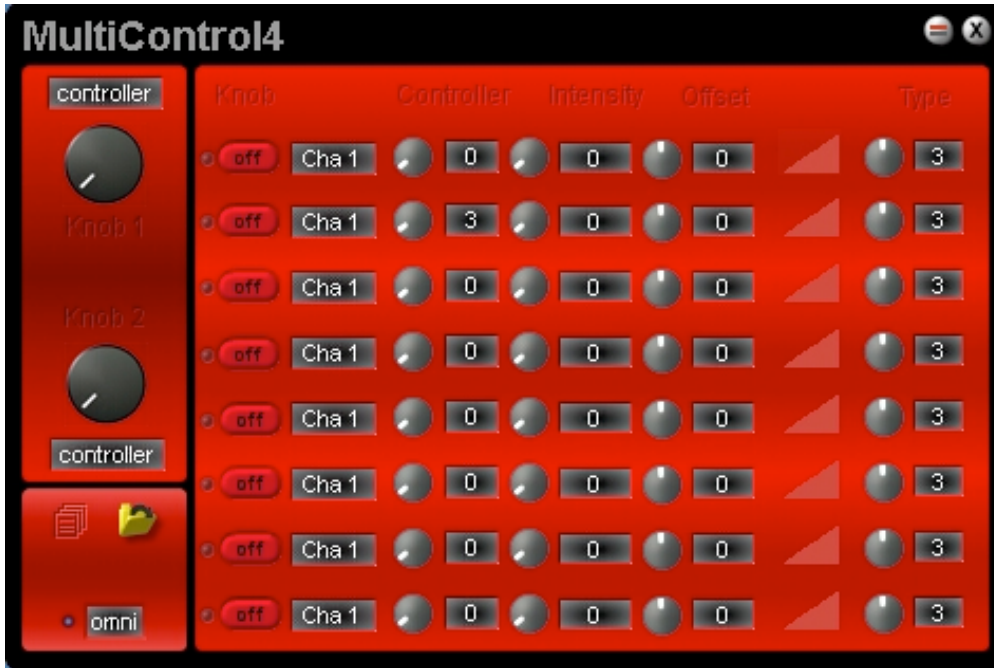 MultiControl4
controller
Knob 1
Knob 2
controller
omni
Knob Controller Intensity Offset Type
off Cha 1 0 0 0 3
off Cha 1 3 0 0 3
off Cha 1 0 0 0 3
off Cha 1 0 0 0 3
off Cha 1 0 0 0 3
off Cha 1 0 0 0 3
off Cha 1 0 0 0 3
off Cha 1 0 0 0 3